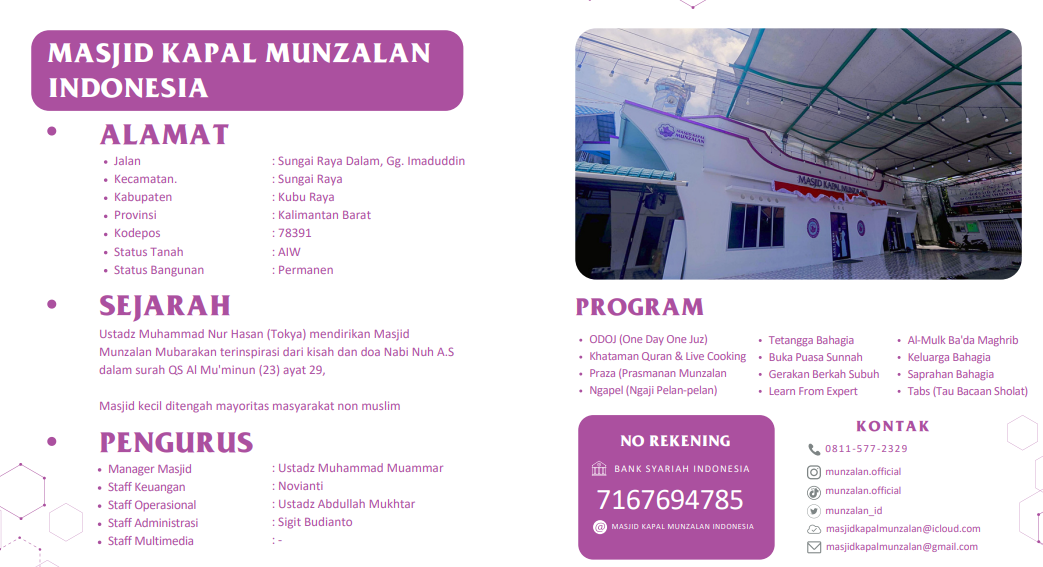 MASJID KAPAL MUNZALAN
INDONESIA
ALAMAT
• Jalan : Sungai Raya Dalam, Gg. Imaduddin
• Kecamatan. : Sungai Raya
• Kabupaten : Kubu Raya
• Provinsi : Kalimantan Barat
• Kodepos : 78391
• Status Tanah : AIW
• Status Bangunan : Permanen
SEJARAH
Ustadz Muhammad Nur Hasan (Tokya) mendirikan Masjid
Munzalan Mubarakan terinspirasi dari kisah dan doa Nabi Nuh A.S
dalam surah QS Al Mu'minun (23) ayat 29,
Masjid kecil ditengah mayoritas masyarakat non muslim
PENGURUS
• Manager Masjid : Ustadz Muhammad Muammar
• Staff Keuangan : Novianti
• Staff Operasional : Ustadz Abdullah Mukhtar
• Staff Administrasi : Sigit Budianto
• Staff Multimedia : -
MASJID KAPAL
MUNZALAN
MASJID KAPAL
PROGRAM
• ODOJ (One Day One Juz)
• Khataman Quran & Live Cooking
• Praza (Prasmanan Munzalan
• Ngapel (Ngaji Pelan-pelan)
• Tetangga Bahagia
• Buka Puasa Sunnah
• Gerakan Berkah Subuh
• Learn From Expert
• Al-Mulk Ba'da Maghrib
• Keluarga Bahagia
• Saprahan Bahagia
• Tabs (Tau Bacaan Sholat)
NO REKENING
BANK SYARIAH INDONESIA
7167694785
@ MASJID KAPAL MUNZALAN INDONESIA
KONTAK
0811-577-2329
munzalan.official
munzalan.official
munzalan_id
masjidkapalmunzalan@icloud.com
masjidkapalmunzalan@gmail.com